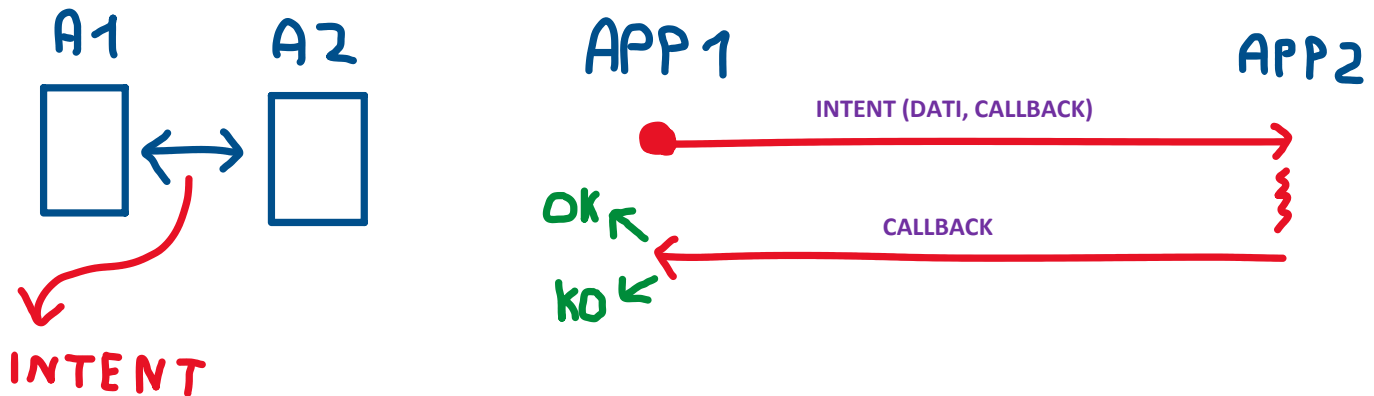 A1
A2
INTENT
APP1
APP2
INTENT (DATI, CALLBACK)
OK
CALLBACK
KO